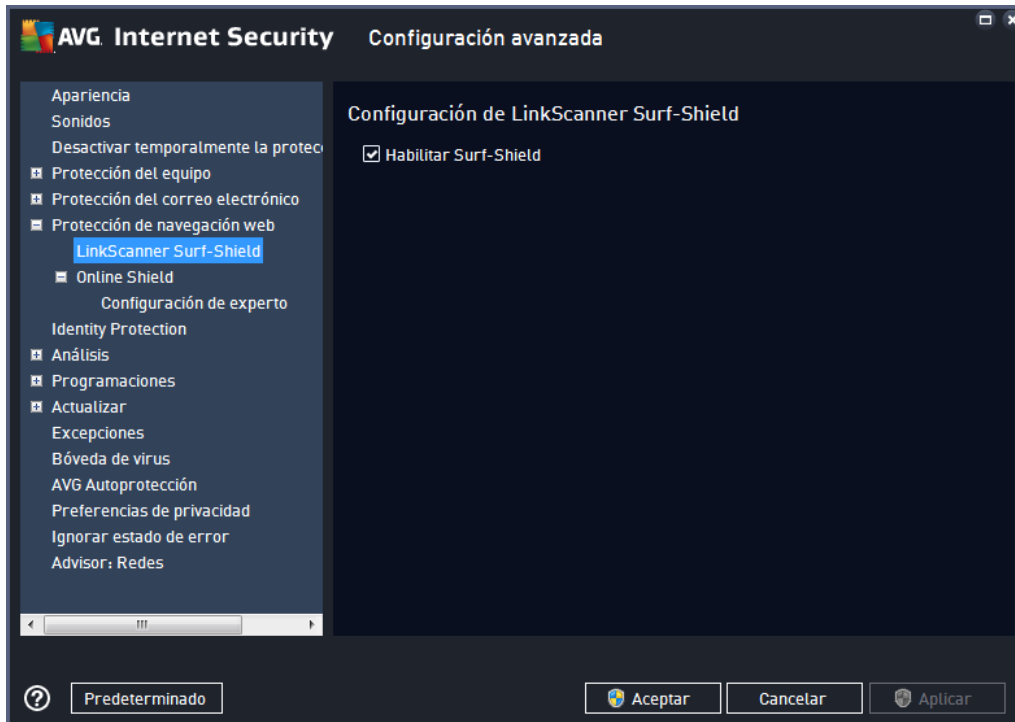 AVG. Internet Security Configuración avanzada
Apariencia
Sonidos
Desactivar temporalmente la protec
Protección del equipo
Protección del correo electrónico
Protección de navegación web
LinkScanner Surf-Shield
Online Shield
Configuración de experto
Identity Protection
Análisis
Programaciones
Actualizar
Excepciones
Bóveda de virus
AVG Autoprotección
Preferencias de privacidad
Ignorar estado de error
Advisor: Redes
Configuración de LinkScanner Surf-Shield
Habilitar Surf-Shield
? Predeterminado Aceptar Cancelar Aplicar